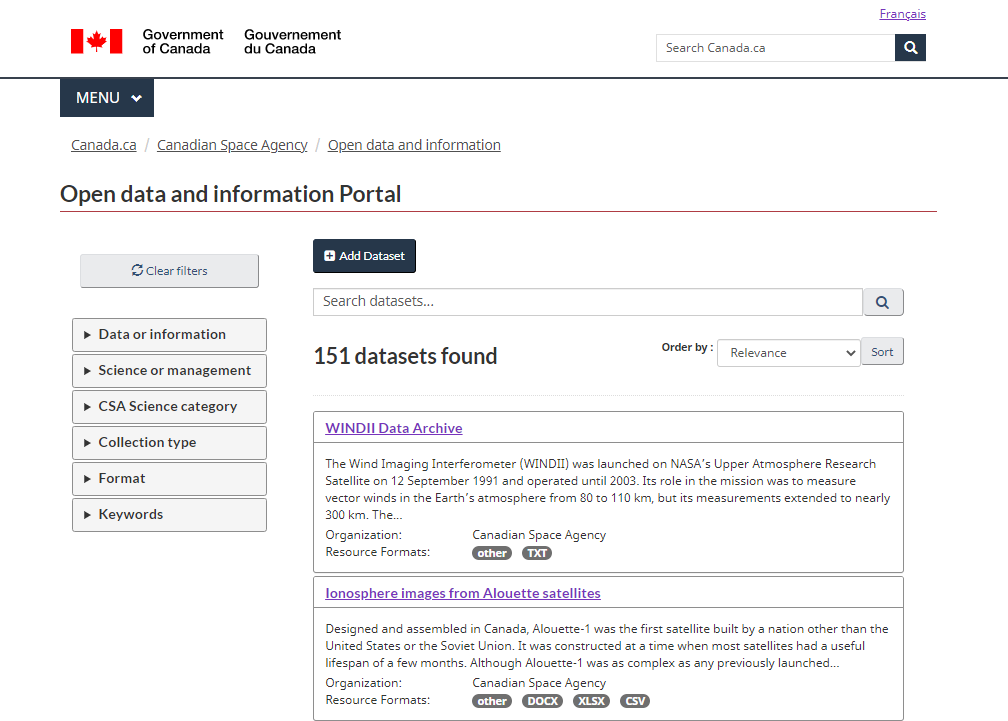 Français
Government of Canada
Gouvernement du Canada
Search Canada.ca
MENU
Canada.ca / Canadian Space Agency / Open data and information
Open data and information Portal
Clear filters
Data or information
Science or management
CSA Science category
Collection type
Format
Keywords
Add Dataset
Search datasets...
151 datasets found
Order by : Relevance Sort
WINDII Data Archive
The Wind Imaging Interferometer (WINDII) was launched on NASA's Upper Atmosphere Research
Satellite on 12 September 1991 and operated until 2003. Its role in the mission was to measure
vector winds in the Earth's atmosphere from 80 to 110 km, but its measurements extended to nearly
300 km. The...
Organization: Canadian Space Agency
Resource Formats: other TXT
Ionosphere images from Alouette satellites
Designed and assembled in Canada, Alouette-1 was the first satellite built by a nation other than the
United States or the Soviet Union. It was constructed at a time when most satellites had a useful
lifespan of a few months. Although Alouette-1 was as complex as any previously launched...
Organization: Canadian Space Agency
Resource Formats: other DOCX XLSX CSV